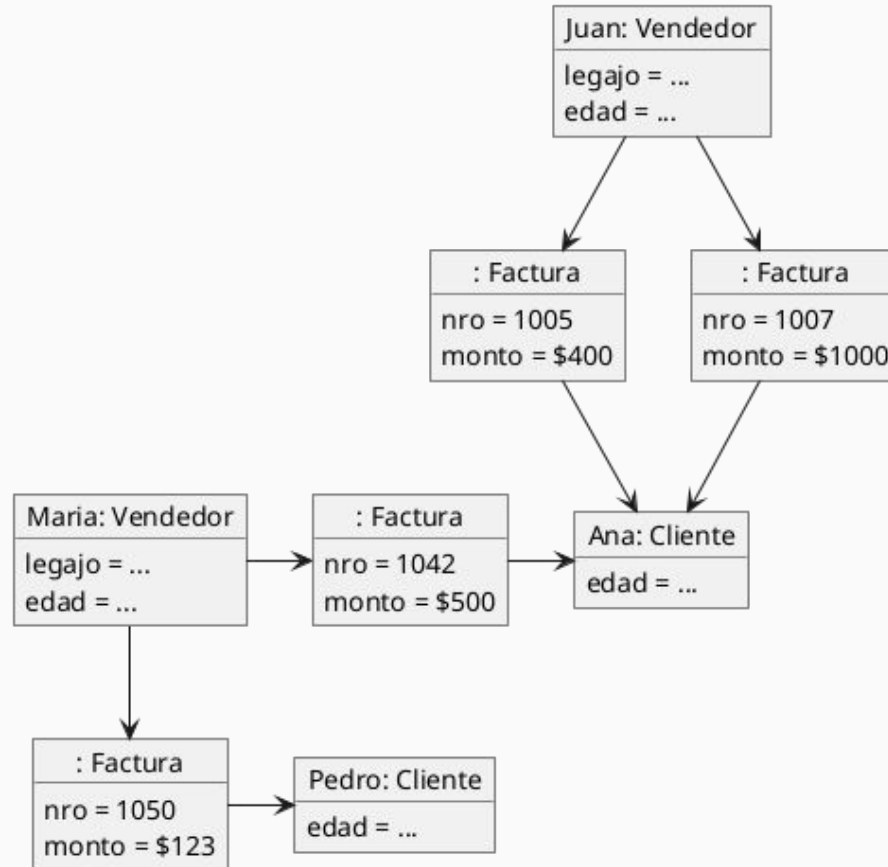 Juan: Vendedor
legajo = ...
edad = ...
: Factura
nro = 1005
monto = $400
: Factura
nro = 1007
monto = $1000
Maria: Vendedor
legajo = ...
edad = ...
: Factura
nro = 1042
monto = $500
Ana: Cliente
edad = ...
: Factura
nro = 1050
monto = $123
Pedro: Cliente
edad = ...